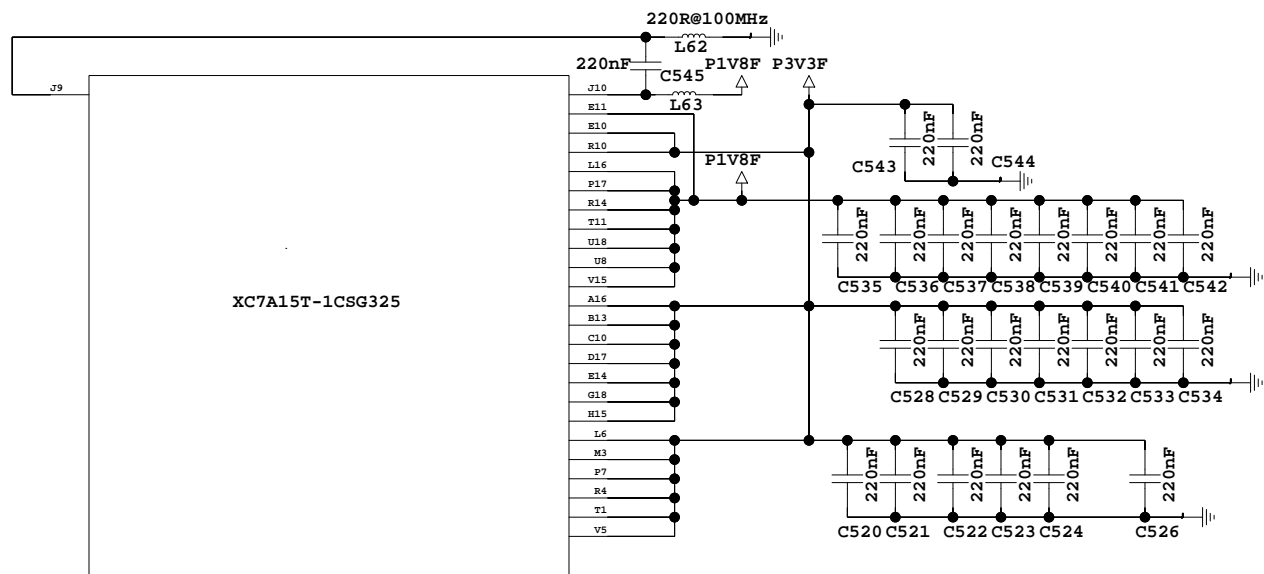 220R@100MHz
L62
220nF
C545
P1V8F
P3V3F
J9
J10
L63
E11
E10
R10
220nF
220nF
C543
C544
L16
P1V8F
P17
R14
T11
U18
U8
V15
220nF
220nF
220nF
220nF
220nF
220nF
220nF
220nF
C535
C536
C537
C538
C539
C540
C541
C542
XC7A15T-1CSG325
A16
B13
C10
D17
E14
G18
H15
220nF
220nF
220nF
220nF
220nF
220nF
220nF
C528
C529
C530
C531
C532
C533
C534
L6
M3
P7
R4
T1
V5
220nF
220nF
220nF
220nF
220nF
220nF
C520
C521
C522
C523
C524
C526